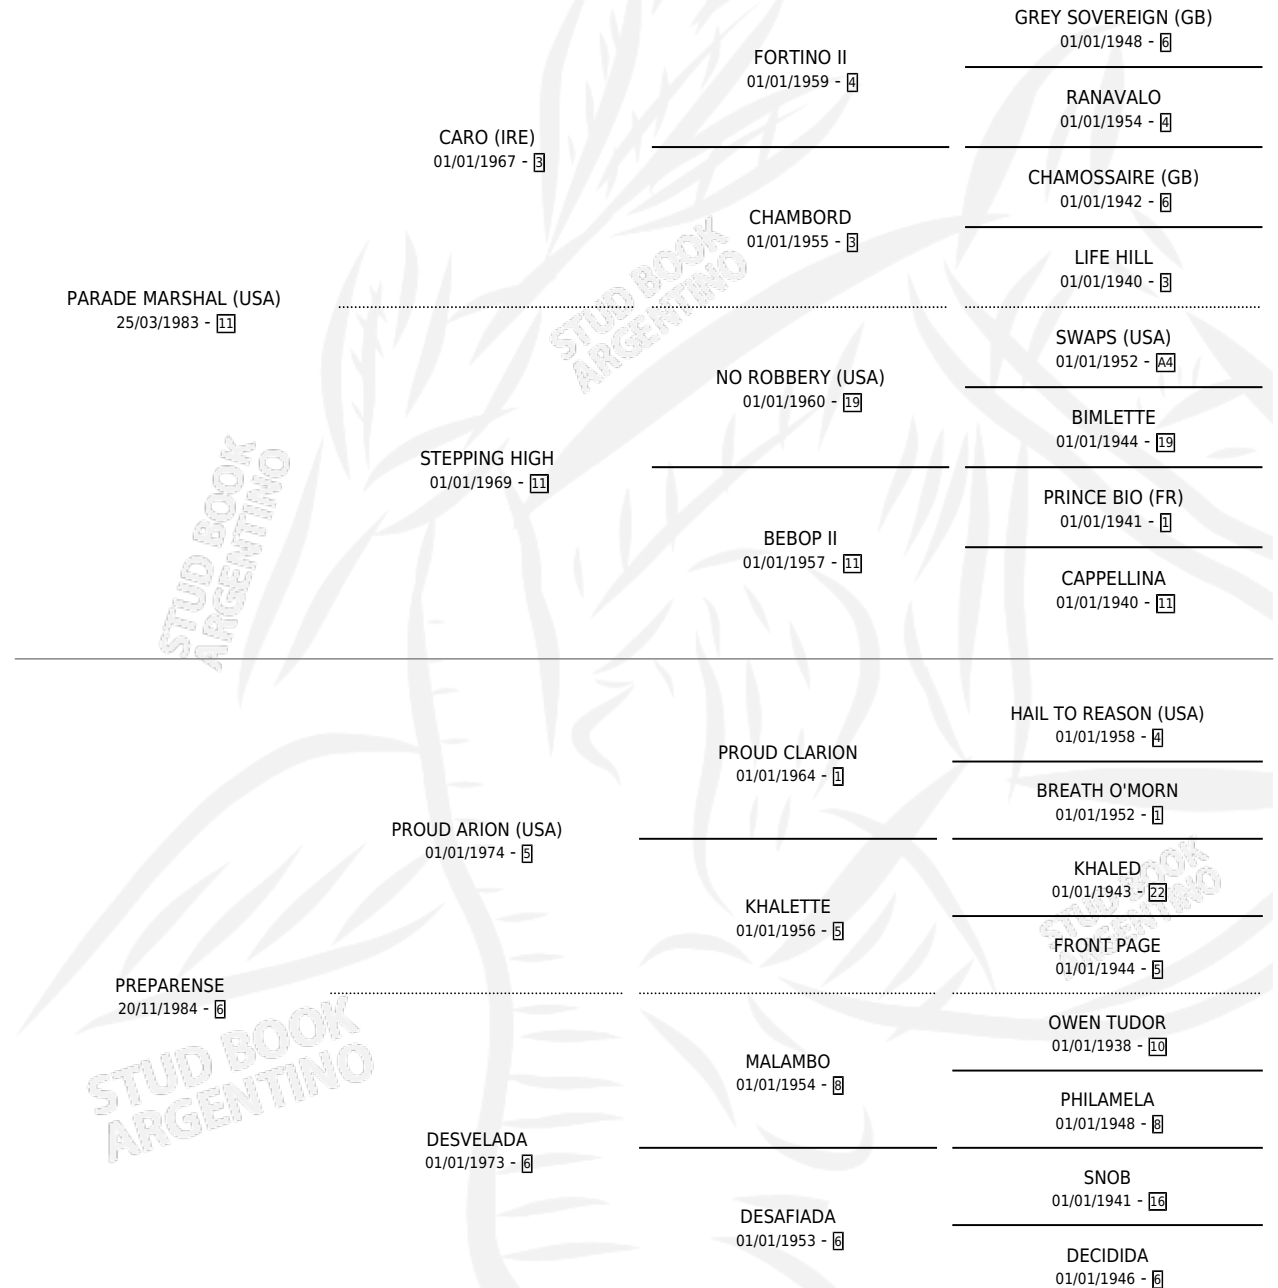 GREY SOVEREIGN (GB)
01/01/1948 - 6
FORTINO II
01/01/1959 - 4
RANAVALO
01/01/1954 - 4
CARO (IRE)
01/01/1967 - 3
CHAMOSSAIRE (GB)
01/01/1942 - 6
CHAMBORD
01/01/1955 - 3
LIFE HILL
01/01/1940 - 3
PARADE MARSHAL (USA)
25/03/1983 - 11
STUD BOOK
ARGENTINO
SWAPS (USA)
01/01/1952 - A4
NO ROBBERY (USA)
01/01/1960 - 19
BIMLETTE
01/01/1944 - 19
STEPPING HIGH
01/01/1969 - 11
PRINCE BIO (FR)
01/01/1941 - 1
BEBOP II
01/01/1957 - 11
CAPPELLINA
01/01/1940 - 11
STUD BOOK
ARGENTINO
HAIL TO REASON (USA)
01/01/1958 - 4
PROUD CLARION
01/01/1964 - 1
BREATH O'MORN
01/01/1952 - 1
PROUD ARION (USA)
01/01/1974 - 5
KHALED
01/01/1943 - 22
KHALETTE
01/01/1956 - 5
FRONT PAGE
01/01/1944 - 5
STUD BOOK
ARGENTINO
PREPARENSE
20/11/1984 - 6
OWEN TUDOR
01/01/1938 - 10
MALAMBO
01/01/1954 - 8
PHILAMELA
01/01/1948 - 8
STUD BOOK
ARGENTINO
DESVELADA
01/01/1973 - 6
SNOB
01/01/1941 - 16
DESAFIADA
01/01/1953 - 6
DECIDIDA
01/01/1946 - 6